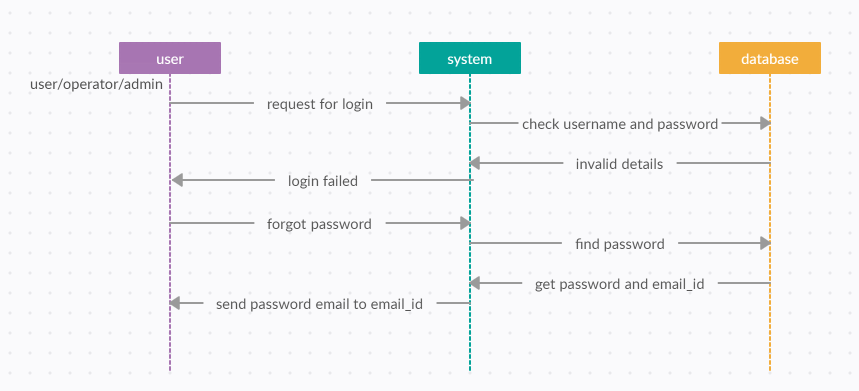 user
system
database
user/operator/admin
request for login
check username and password
invalid details
login failed
forgot password
find password
get password and email_id
send password email to email_id